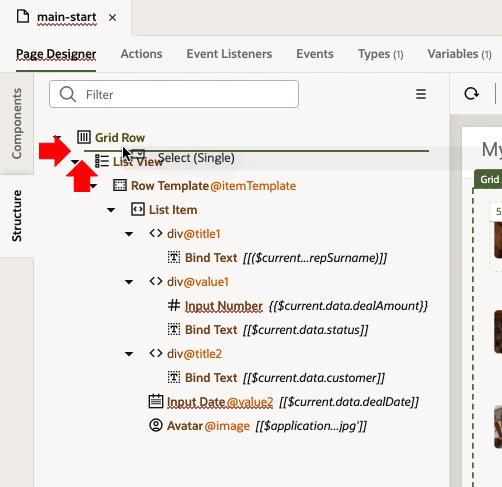 main-start ×
Page Designer Actions Event Listeners Events Types (1) Variables (1)
Components
Structure
Filter
Grid Row
Select (Single)
List View
Row Template@itemTemplate
List Item
div@title1
Bind Text [[($current...repSurname)]]
div@value1
Input Number {{$current.data.dealAmount}}
Bind Text [[$current.data.status]]
div@title2
Bind Text [[$current.data.customer]]
Input Date@value2 [[$current.data.dealDate]]
Avatar@image [[$application...jpg']]
My
Grid
5